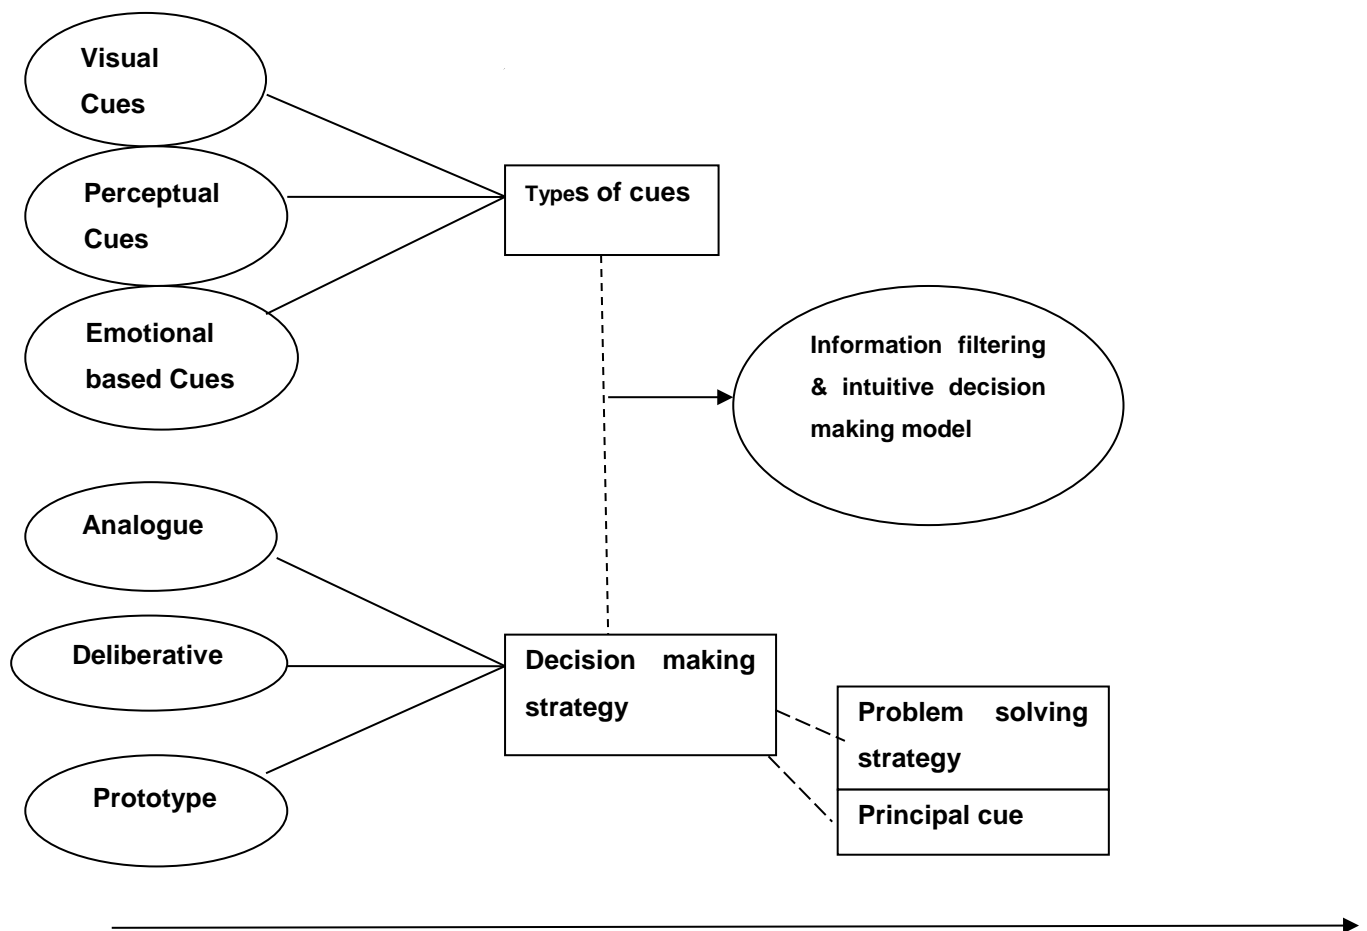 Visual
Cues
Perceptual
Cues
Emotional
based Cues
Types of cues
Information filtering
& intuitive decision
making model
Analogue
Deliberative
Prototype
Decision making
strategy
Problem solving
strategy
Principal cue